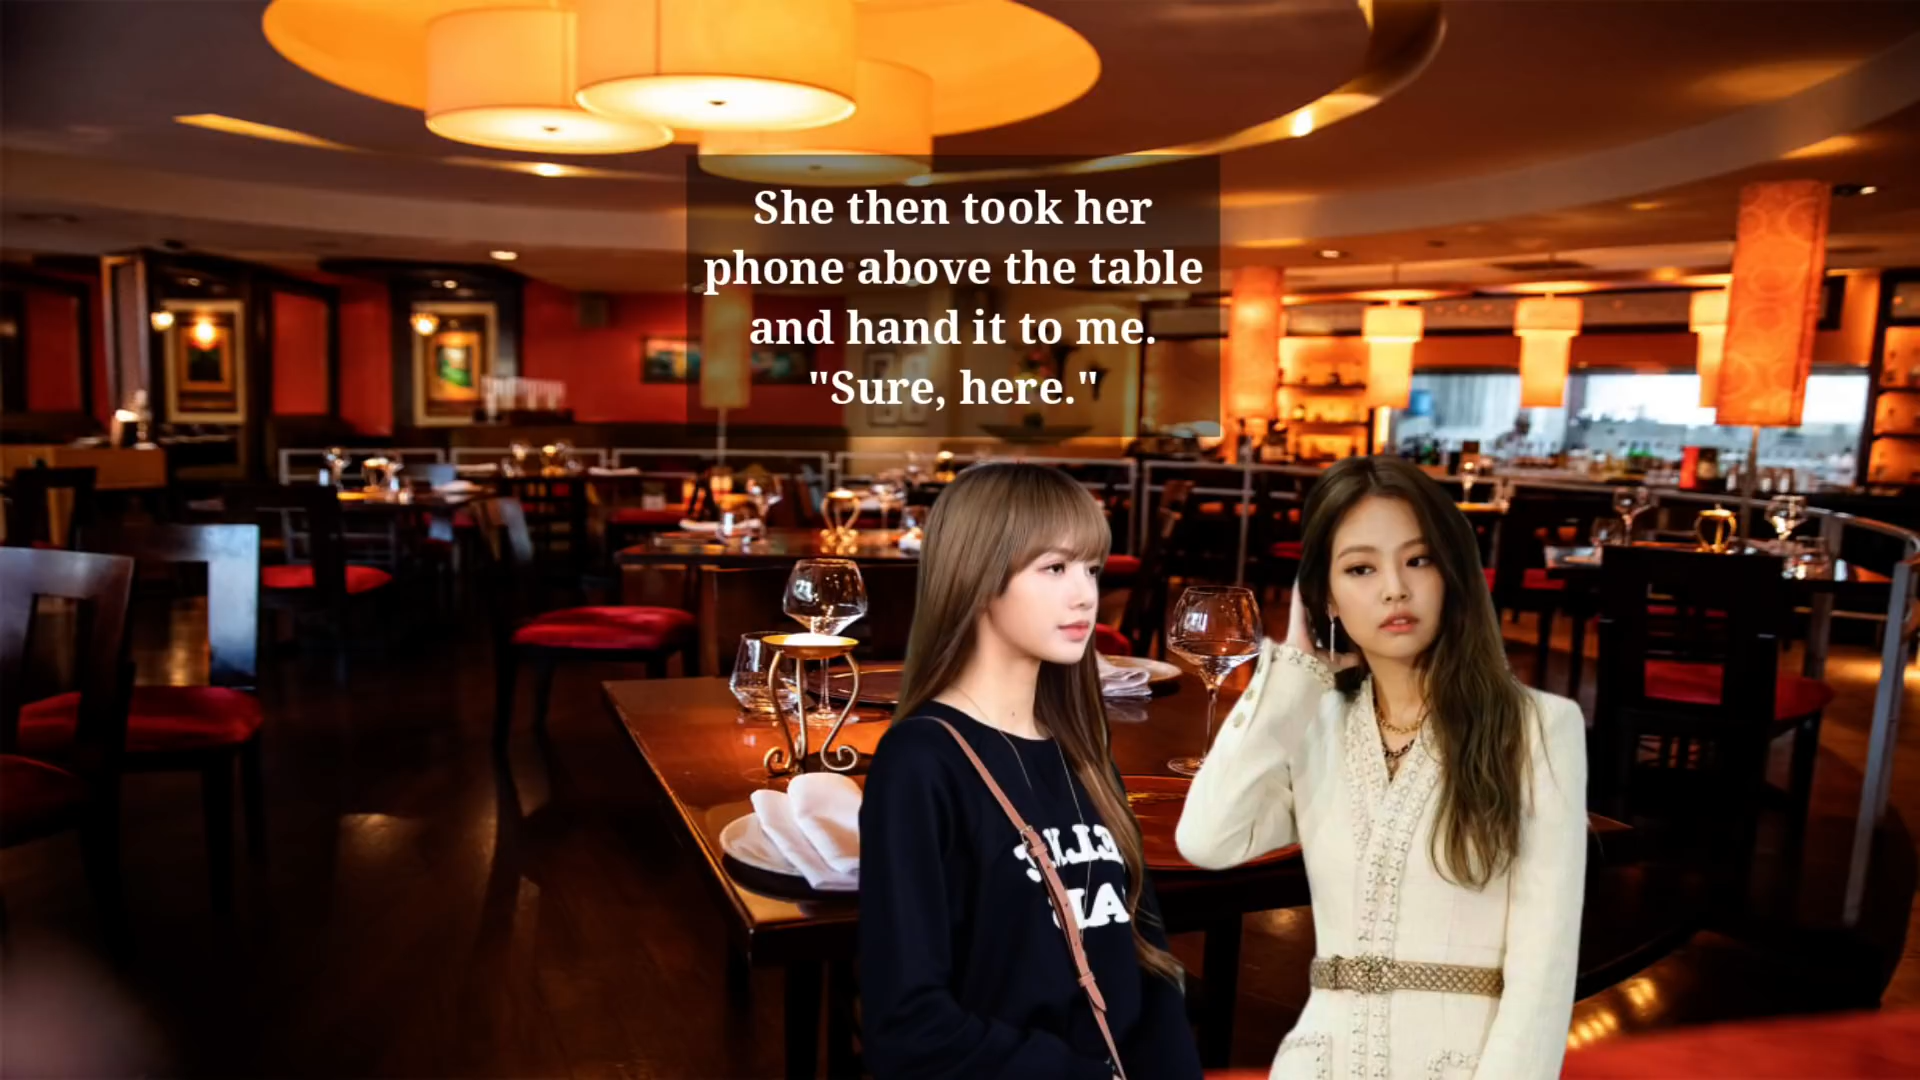 She then took her
phone above the table
and hand it to me.
"Sure, here."